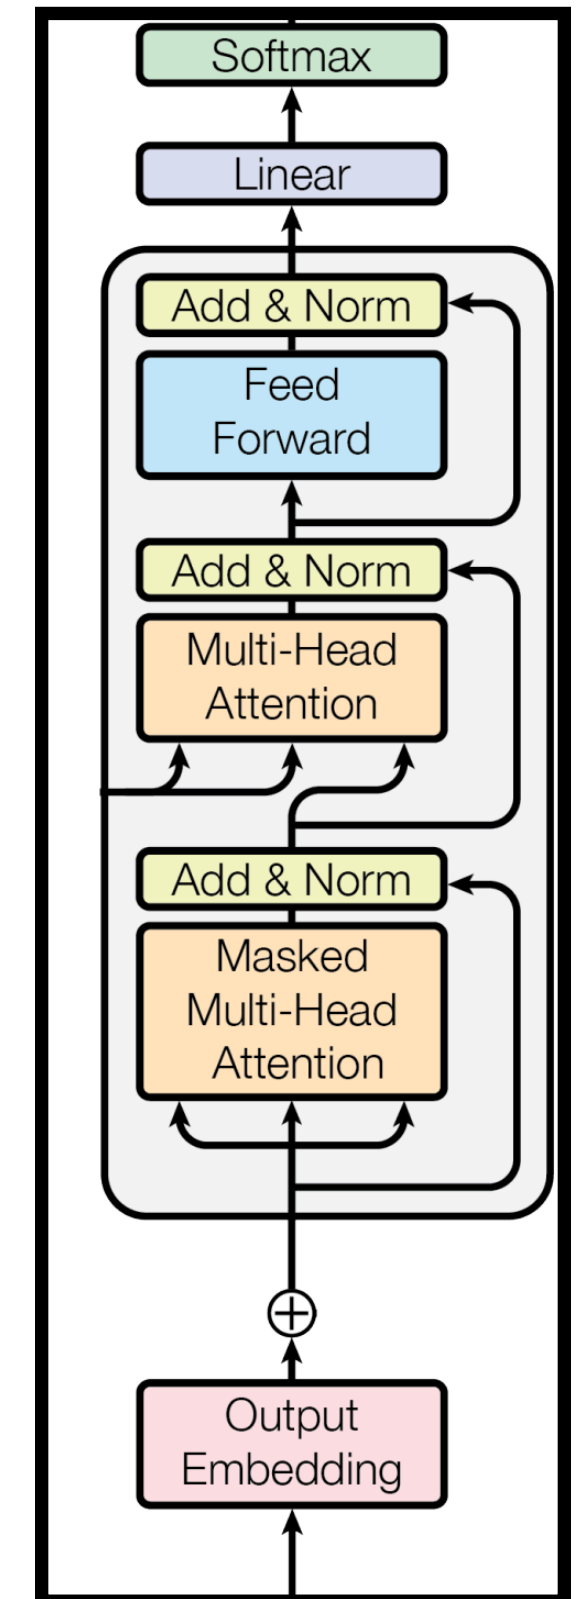 Softmax
Linear
Add & Norm
Feed
Forward
Add & Norm
Multi-Head
Attention
Add & Norm
Masked
Multi-Head
Attention
Output
Embedding